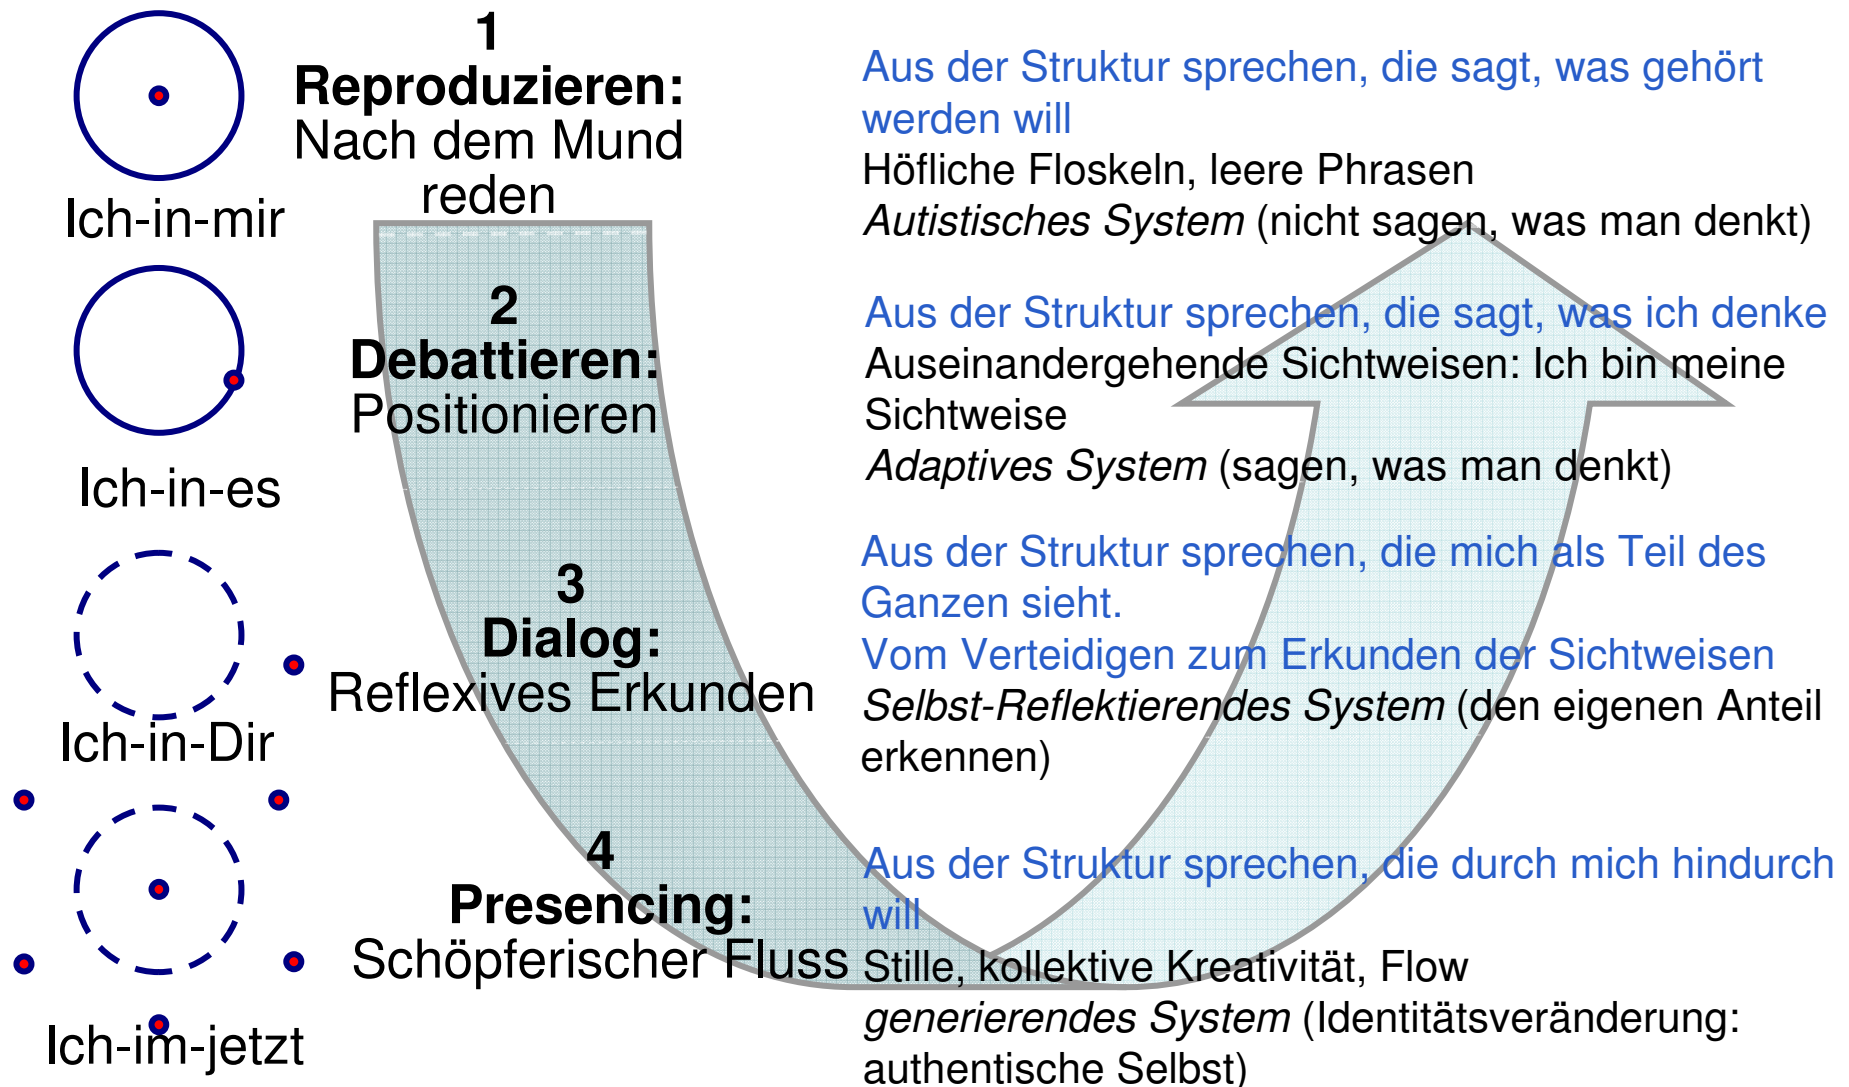 1
Reproduzieren:
Nach dem Mund
reden
Ich-in-mir
Aus der Struktur sprechen, die sagt, was gehört
werden will
Höfliche Floskeln, leere Phrasen
Autistisches System (nicht sagen, was man denkt)
2
Debattieren:
Positionieren
Ich-in-es
Aus der Struktur sprechen, die sagt, was ich denke
Auseinandergehende Sichtweisen: Ich bin meine
Sichtweise
Adaptives System (sagen, was man denkt)
3
Dialog:
Reflexives Erkunden
Ich-in-Dir
Aus der Struktur sprechen, die mich als Teil des
Ganzen sieht.
Vom Verteidigen zum Erkunden der Sichtweisen
Selbst-Reflektierendes System (den eigenen Anteil
erkennen)
4
Presencing:
Schöpferischer Fluss
Ich-im-jetzt
Aus der Struktur sprechen, die durch mich hindurch
will
Stille, kollektive Kreativität, Flow
generierendes System (Identitätsveränderung:
authentische Selbst)